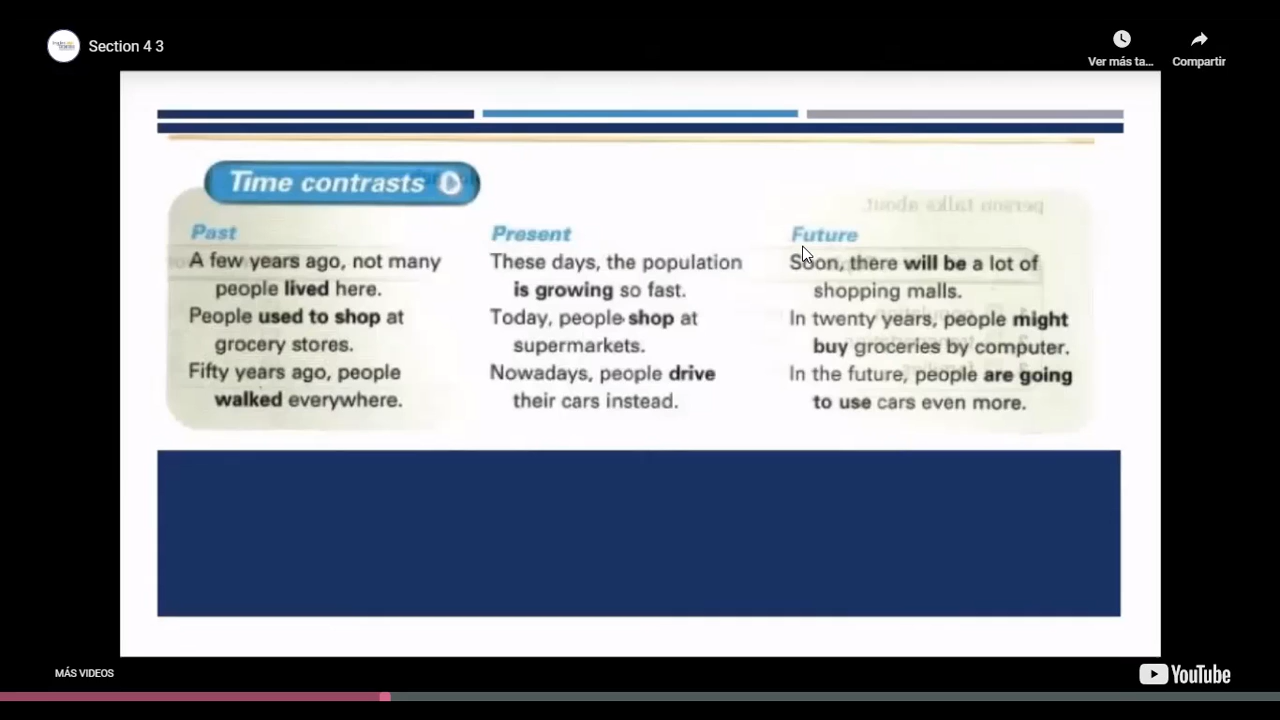 Section 4 3
Ver más ta...
Compartir
Time contrasts
Past
A few years ago, not many
people lived here.
People used to shop at
grocery stores.
Fifty years ago, people
walked everywhere.
Present
These days, the population
is growing so fast.
Today, people shop at
supermarkets.
Nowadays, people drive
their cars instead.
person talks about.
Future
Soon, there will be a lot of
shopping malls.
In twenty years, people might
buy groceries by computer.
In the future, people are going
to use cars even more.
MÁS VIDEOS
YouTube